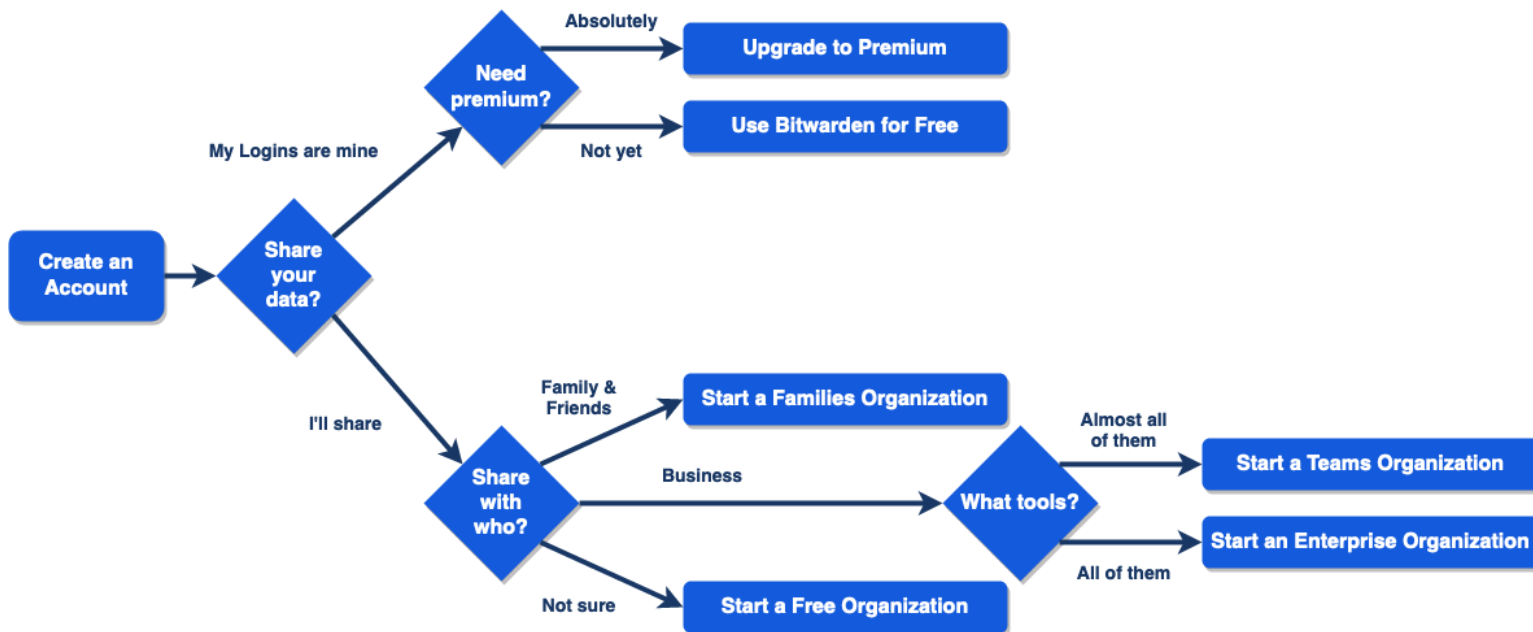 Create an
Account
Share
your
data?
My Logins are mine
Need
premium?
Absolutely
Upgrade to Premium
Not yet
Use Bitwarden for Free
I'll share
Share
with
who?
Family &
Friends
Start a Families Organization
Business
What tools?
Almost all
of them
Start a Teams Organization
All of them
Start an Enterprise Organization
Not sure
Start a Free Organization